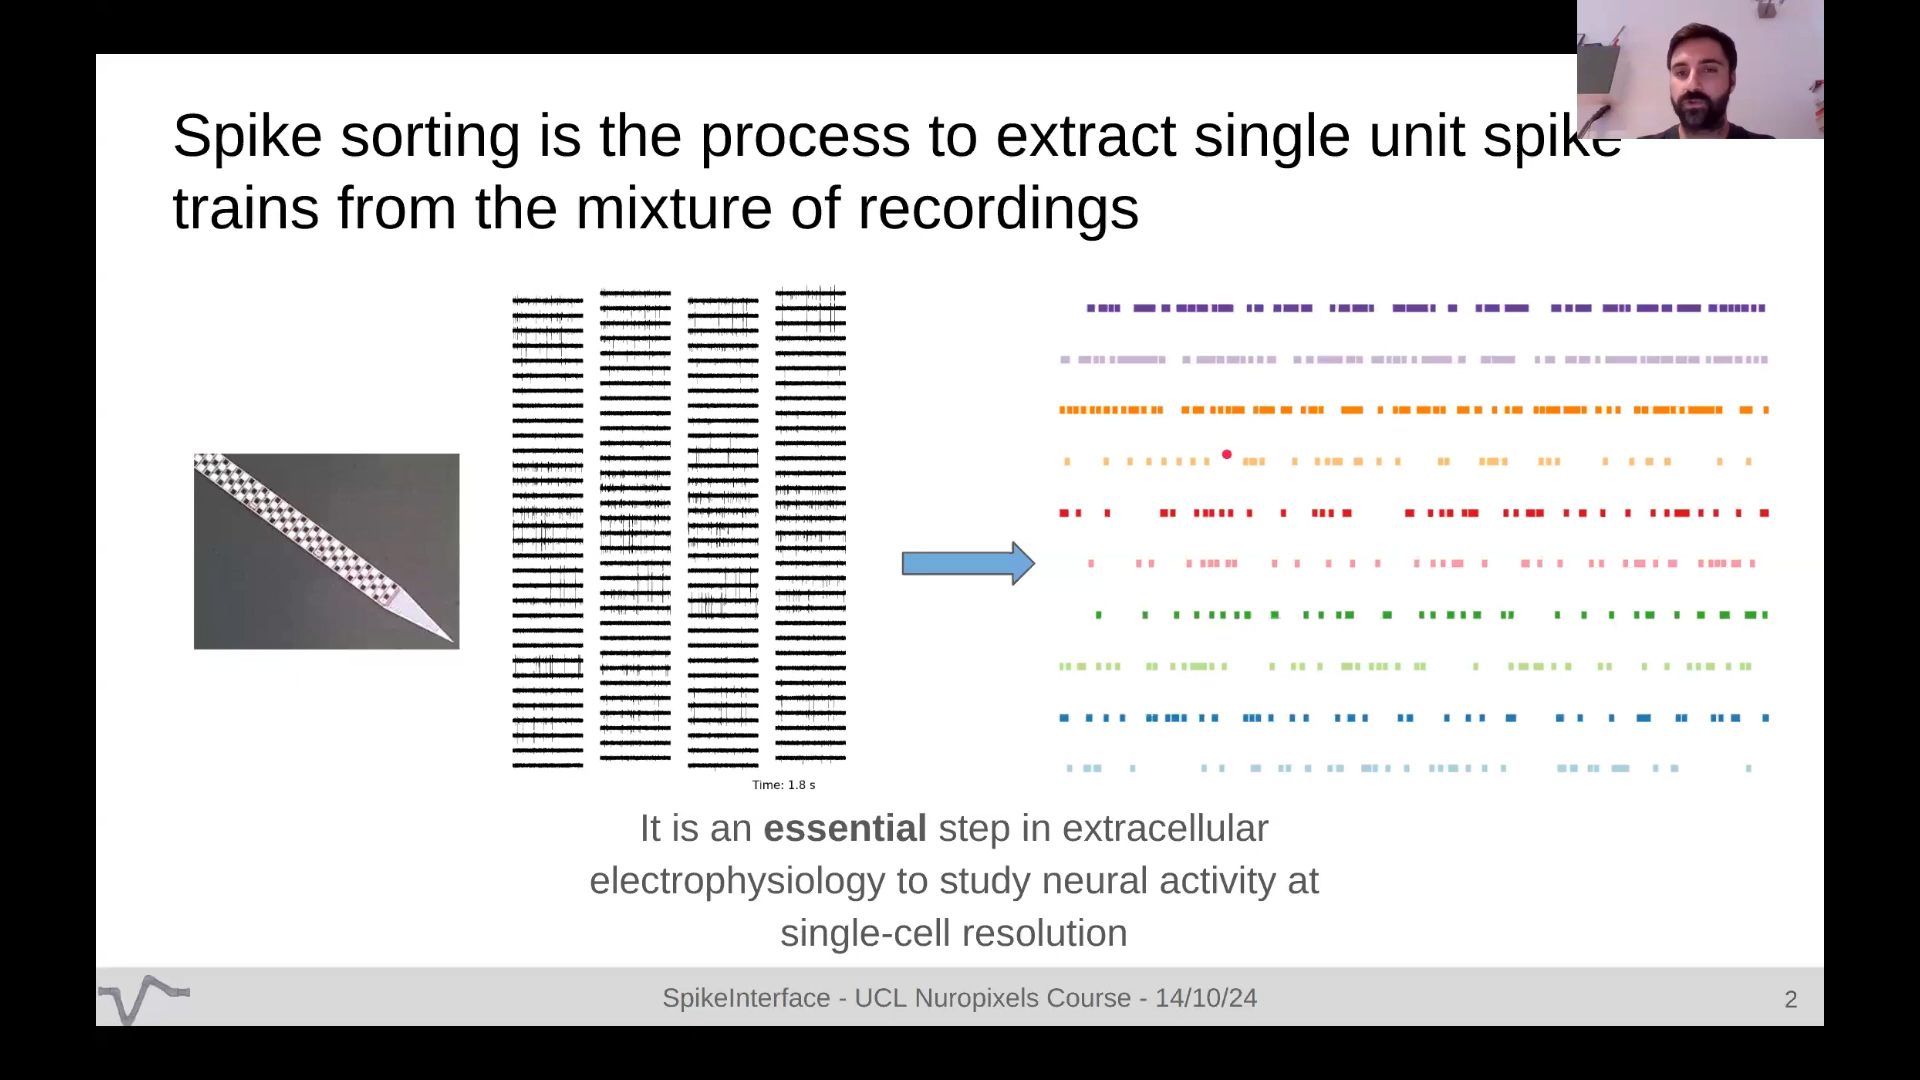 Spike sorting is the process to extract single unit spike
trains from the mixture of recordings
Time: 1.8 s
It is an essential step in extracellular
electrophysiology to study neural activity at
single-cell resolution
SpikeInterface - UCL Nuropixels Course - 14/10/24
2